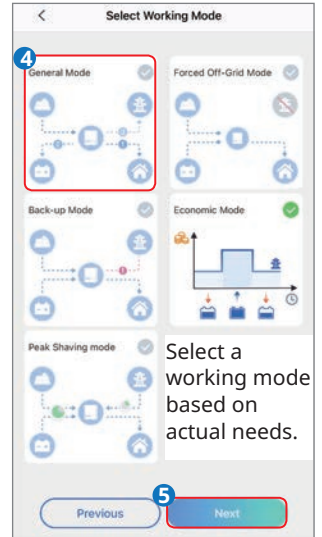 Select Working Mode
4
General Mode
Forced Off-Grid Mode
Back-up Mode
Economic Mode
Peak Shaving mode
Select a
working mode
based on
actual needs.
5
Previous
Next